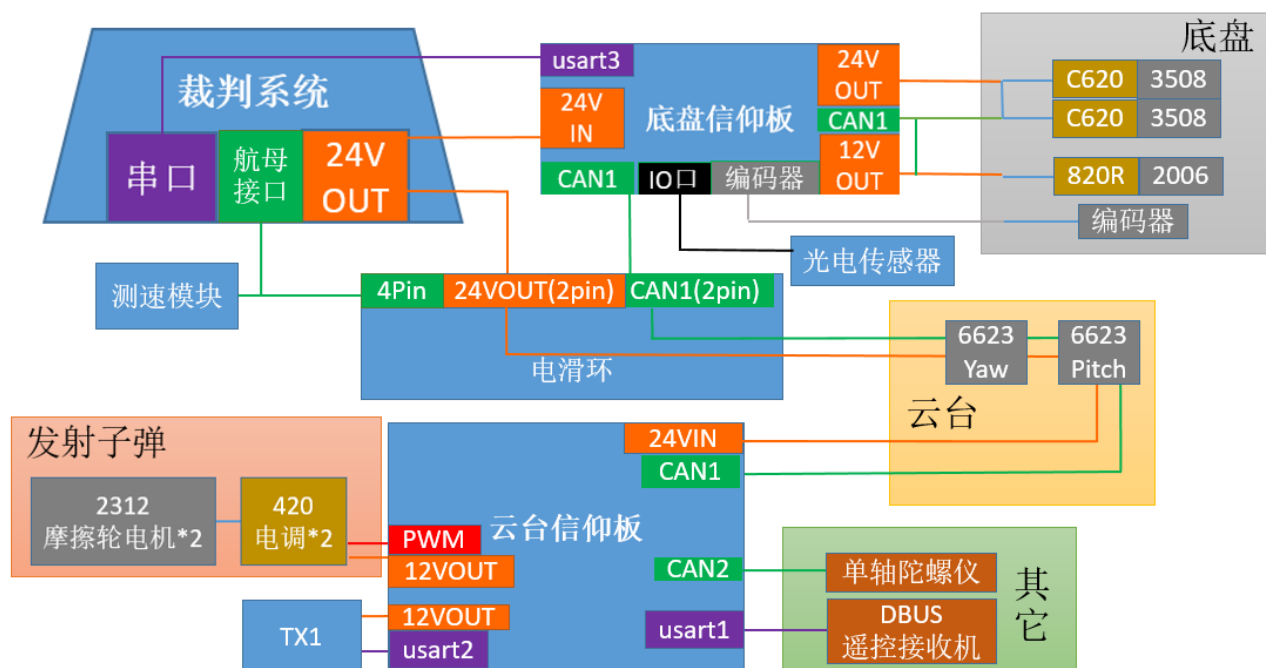 裁判系统
串口
航母
接口
24V
OUT
usart3
24V
IN
底盘信仰板
24V
OUT
CAN1
12V
OUT
CAN1
IO口
编码器
底盘
C620
3508
C620
3508
820R
2006
编码器
光电传感器
测速模块
4Pin
24VOUT(2pin)
CAN1(2pin)
电滑环
6623
Yaw
6623
Pitch
云台
发射子弹
2312
摩擦轮电机*2
420
电调*2
24VIN
CAN1
云台信仰板
PWM
12VOUT
CAN2
12VOUT
usart2
usart1
TX1
单轴陀螺仪
DBUS
遥控接收机
其
它